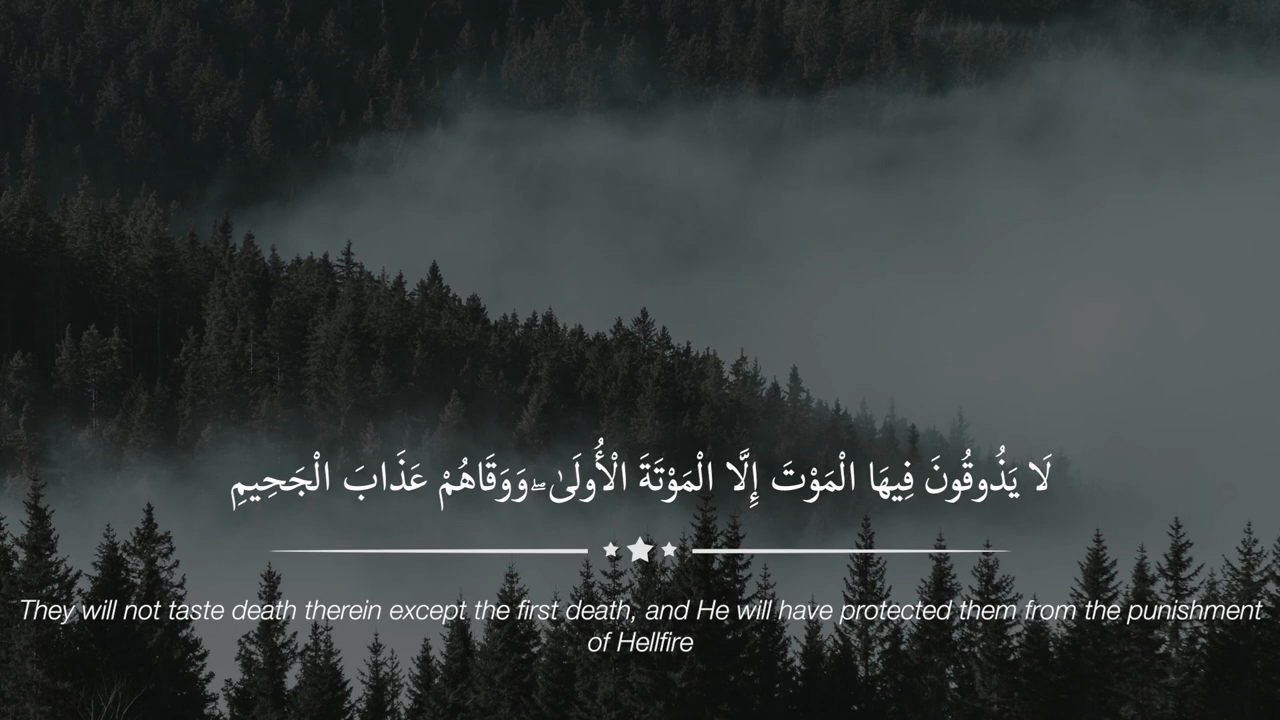 لَا يَذُوقُونَ فِيهَا الْمَوْتَ إِلَّا الْمَوْتَةَ الْأُولَىٰ ۖ وَوَقَاهُمْ عَذَابَ الْجَحِيمِ
They will not taste death therein except the first death, and He will have protected them from the punishment
of Hellfire